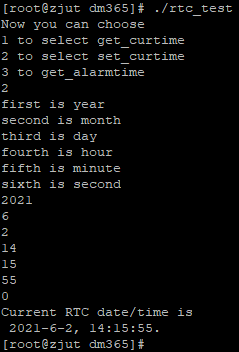 [root@zjut dm365]# ./rtc_test
Now you can choose
1 to select get_curtime
2 to select set_curtime
3 to get_alarmtime
2
first is year
second is month
third is day
fourth is hour
fifth is minute
sixth is second
2021
6
2
14
15
55
0
Current RTC date/time is
 2021-6-2, 14:15:55.
[root@zjut dm365]#